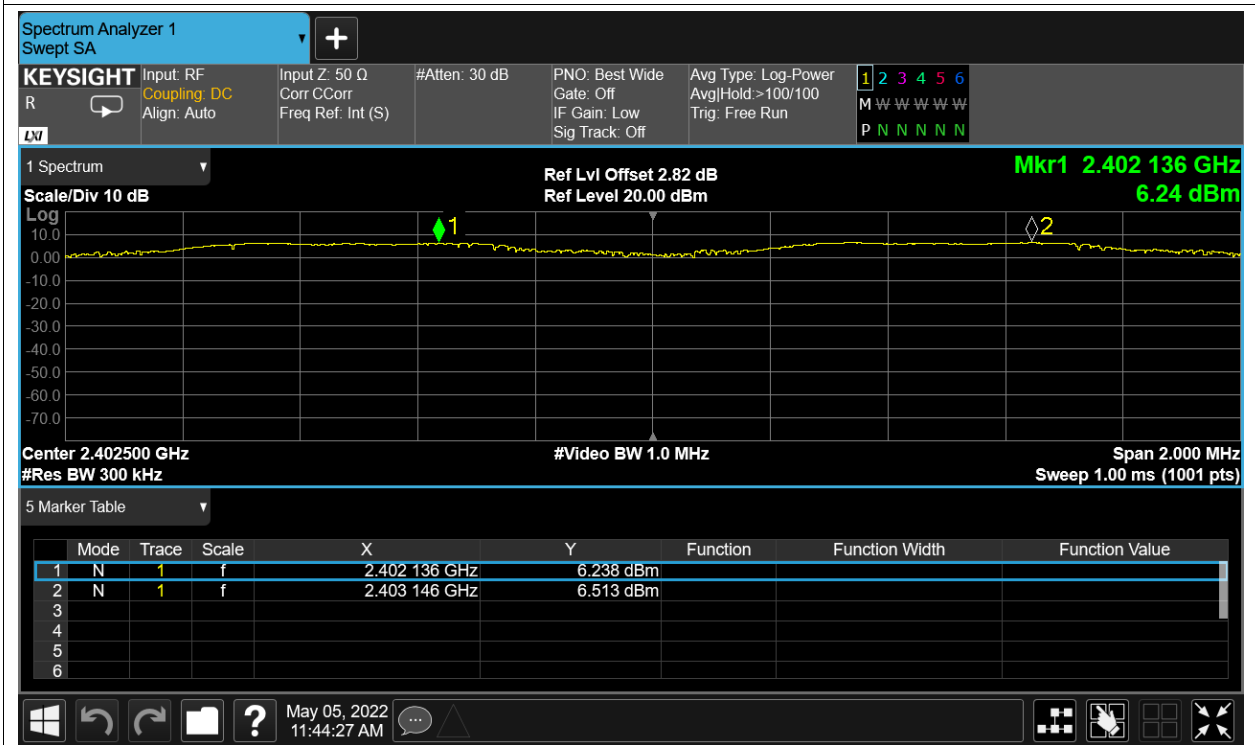 Spectrum Analyzer 1
Swept SA
KEYSIGHT
R
LXI
Input: RF
Coupling: DC
Align: Auto
Input Z: 50 Ω
Corr CCorr
Freq Ref: Int (S)
#Atten: 30 dB
PNO: Best Wide
Gate: Off
IF Gain: Low
Sig Track: Off
Avg Type: Log-Power
Avg|Hold:>100/100
Trig: Free Run
1 2 3 4 5 6
M W W W W W
P N N N N N
1 Spectrum
Scale/Div 10 dB
Ref Lvl Offset 2.82 dB
Ref Level 20.00 dBm
Mkr1 2.402 136 GHz
6.24 dBm
Log
10.0
0.00
-10.0
-20.0
-30.0
-40.0
-50.0
-60.0
-70.0
1
2
Center 2.402500 GHz
#Res BW 300 kHz
#Video BW 1.0 MHz
Span 2.000 MHz
Sweep 1.00 ms (1001 pts)
5 Marker Table
Mode Trace Scale X Y Function Function Width Function Value
1 N 1 f 2.402 136 GHz 6.238 dBm
2 N 1 f 2.403 146 GHz 6.513 dBm
3
4
5
6
?
May 05, 2022
11:44:27 AM